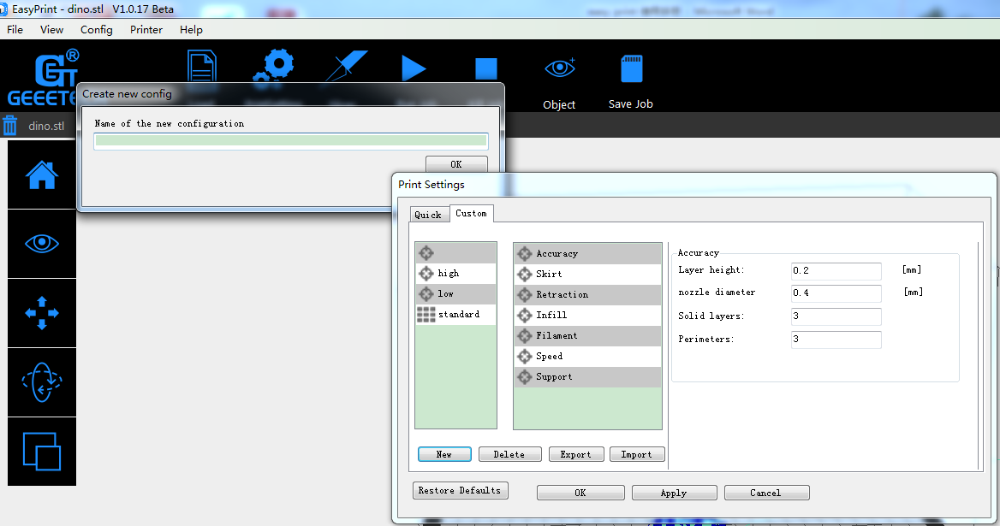 EasyPrint - dino.stl V1.0.17 Beta
File View Config Printer Help
GEEETE
Object
Save Job
Create new config
Name of the new configuration
OK
dino.stl
Print Settings
Quick
Custom
high
low
standard
Accuracy
Skirt
Retraction
Infill
Filament
Speed
Support
Accuracy
Layer height: 0.2 [mm]
nozzle diameter 0.4 [mm]
Solid layers: 3
Perimeters: 3
New Delete Export Import
Restore Defaults OK Apply Cancel